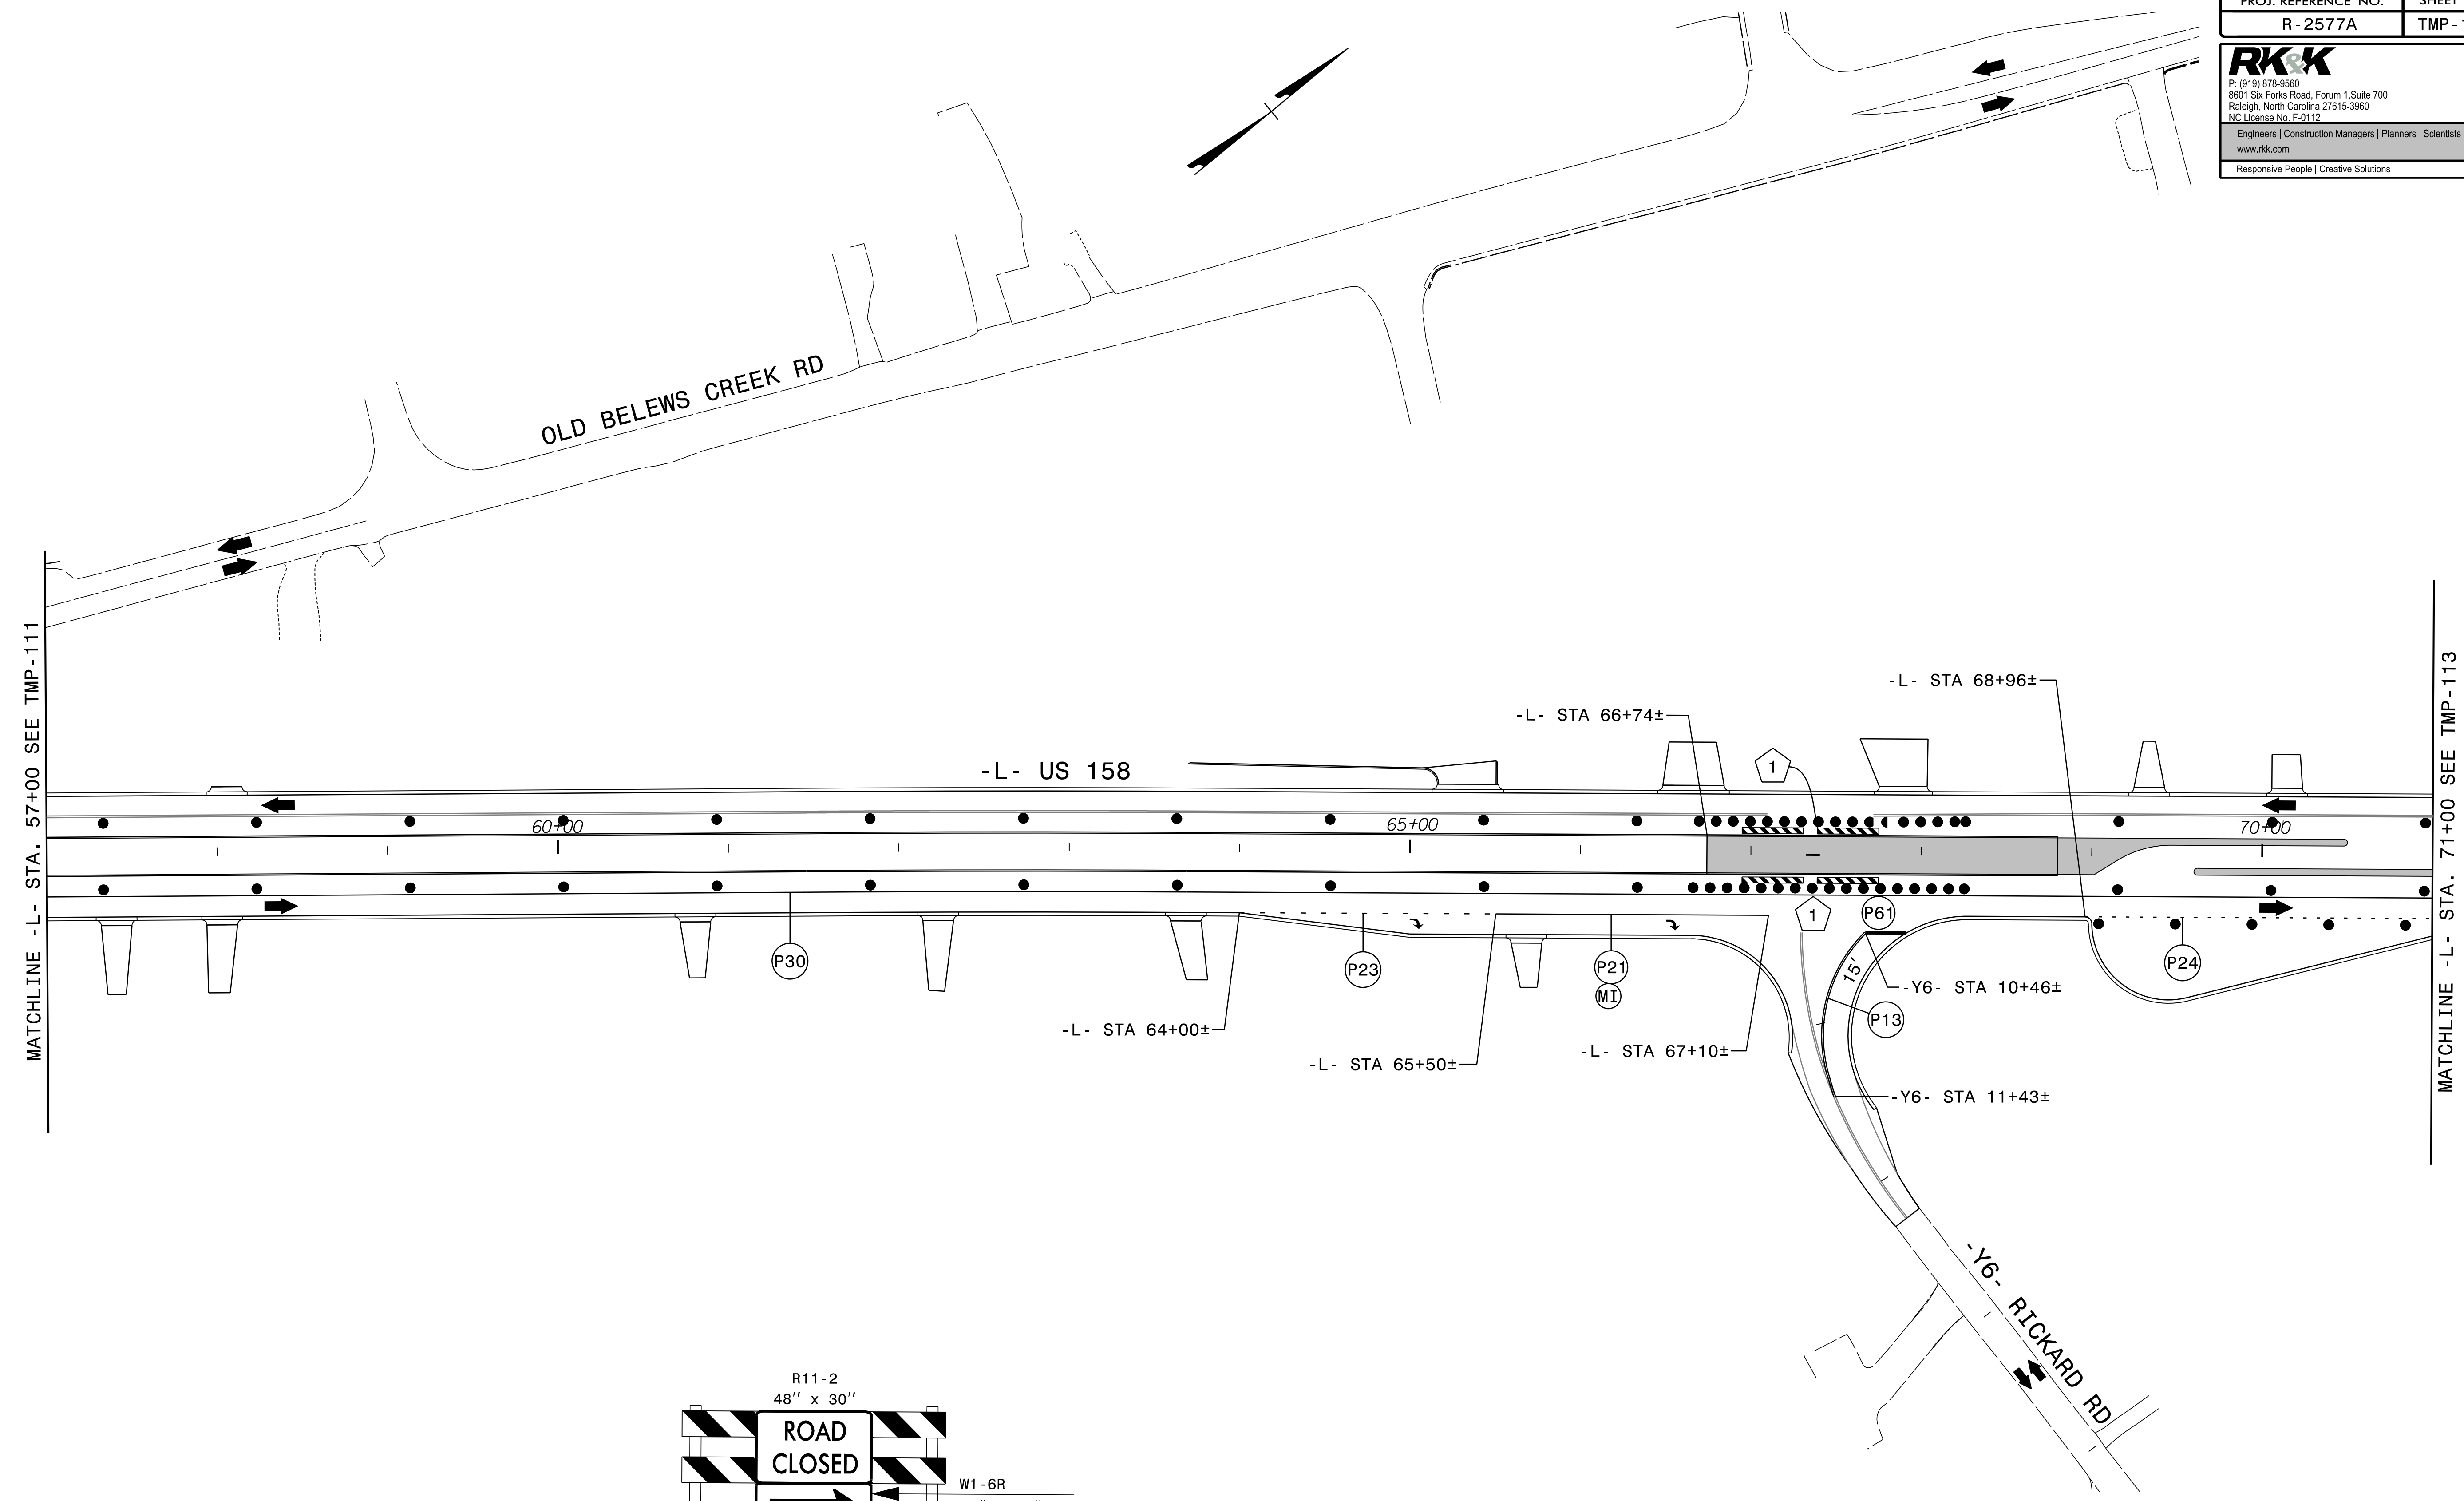 PROJ. REFERENCE NO.
SHEET
R-2577A
TMP-
RK&K
P: (919) 878-9560
8601 Six Forks Road, Forum 1,Suite 700
Raleigh, North Carolina 27615-3960
NC License No. F-0112
Engineers | Construction Managers | Planners | Scientists
www.rkk.com
Responsive People | Creative Solutions
OLD BELEWS CREEK RD
MATCHLINE -L- STA. 57+00 SEE TMP-111
MATCHLINE -L- STA. 71+00 SEE TMP-113
-L- STA 68+96±
-L- STA 66+74±
-L- US 158
1
60+00
65+00
70+00
1
P61
P30
P23
P21
MI
15'
P24
-Y6- STA 10+46±
P13
-L- STA 64+00±
-L- STA 65+50±
-L- STA 67+10±
-Y6- STA 11+43±
-Y6- RICKARD RD
R11-2
48'' x 30''
ROAD
CLOSED
W1-6R